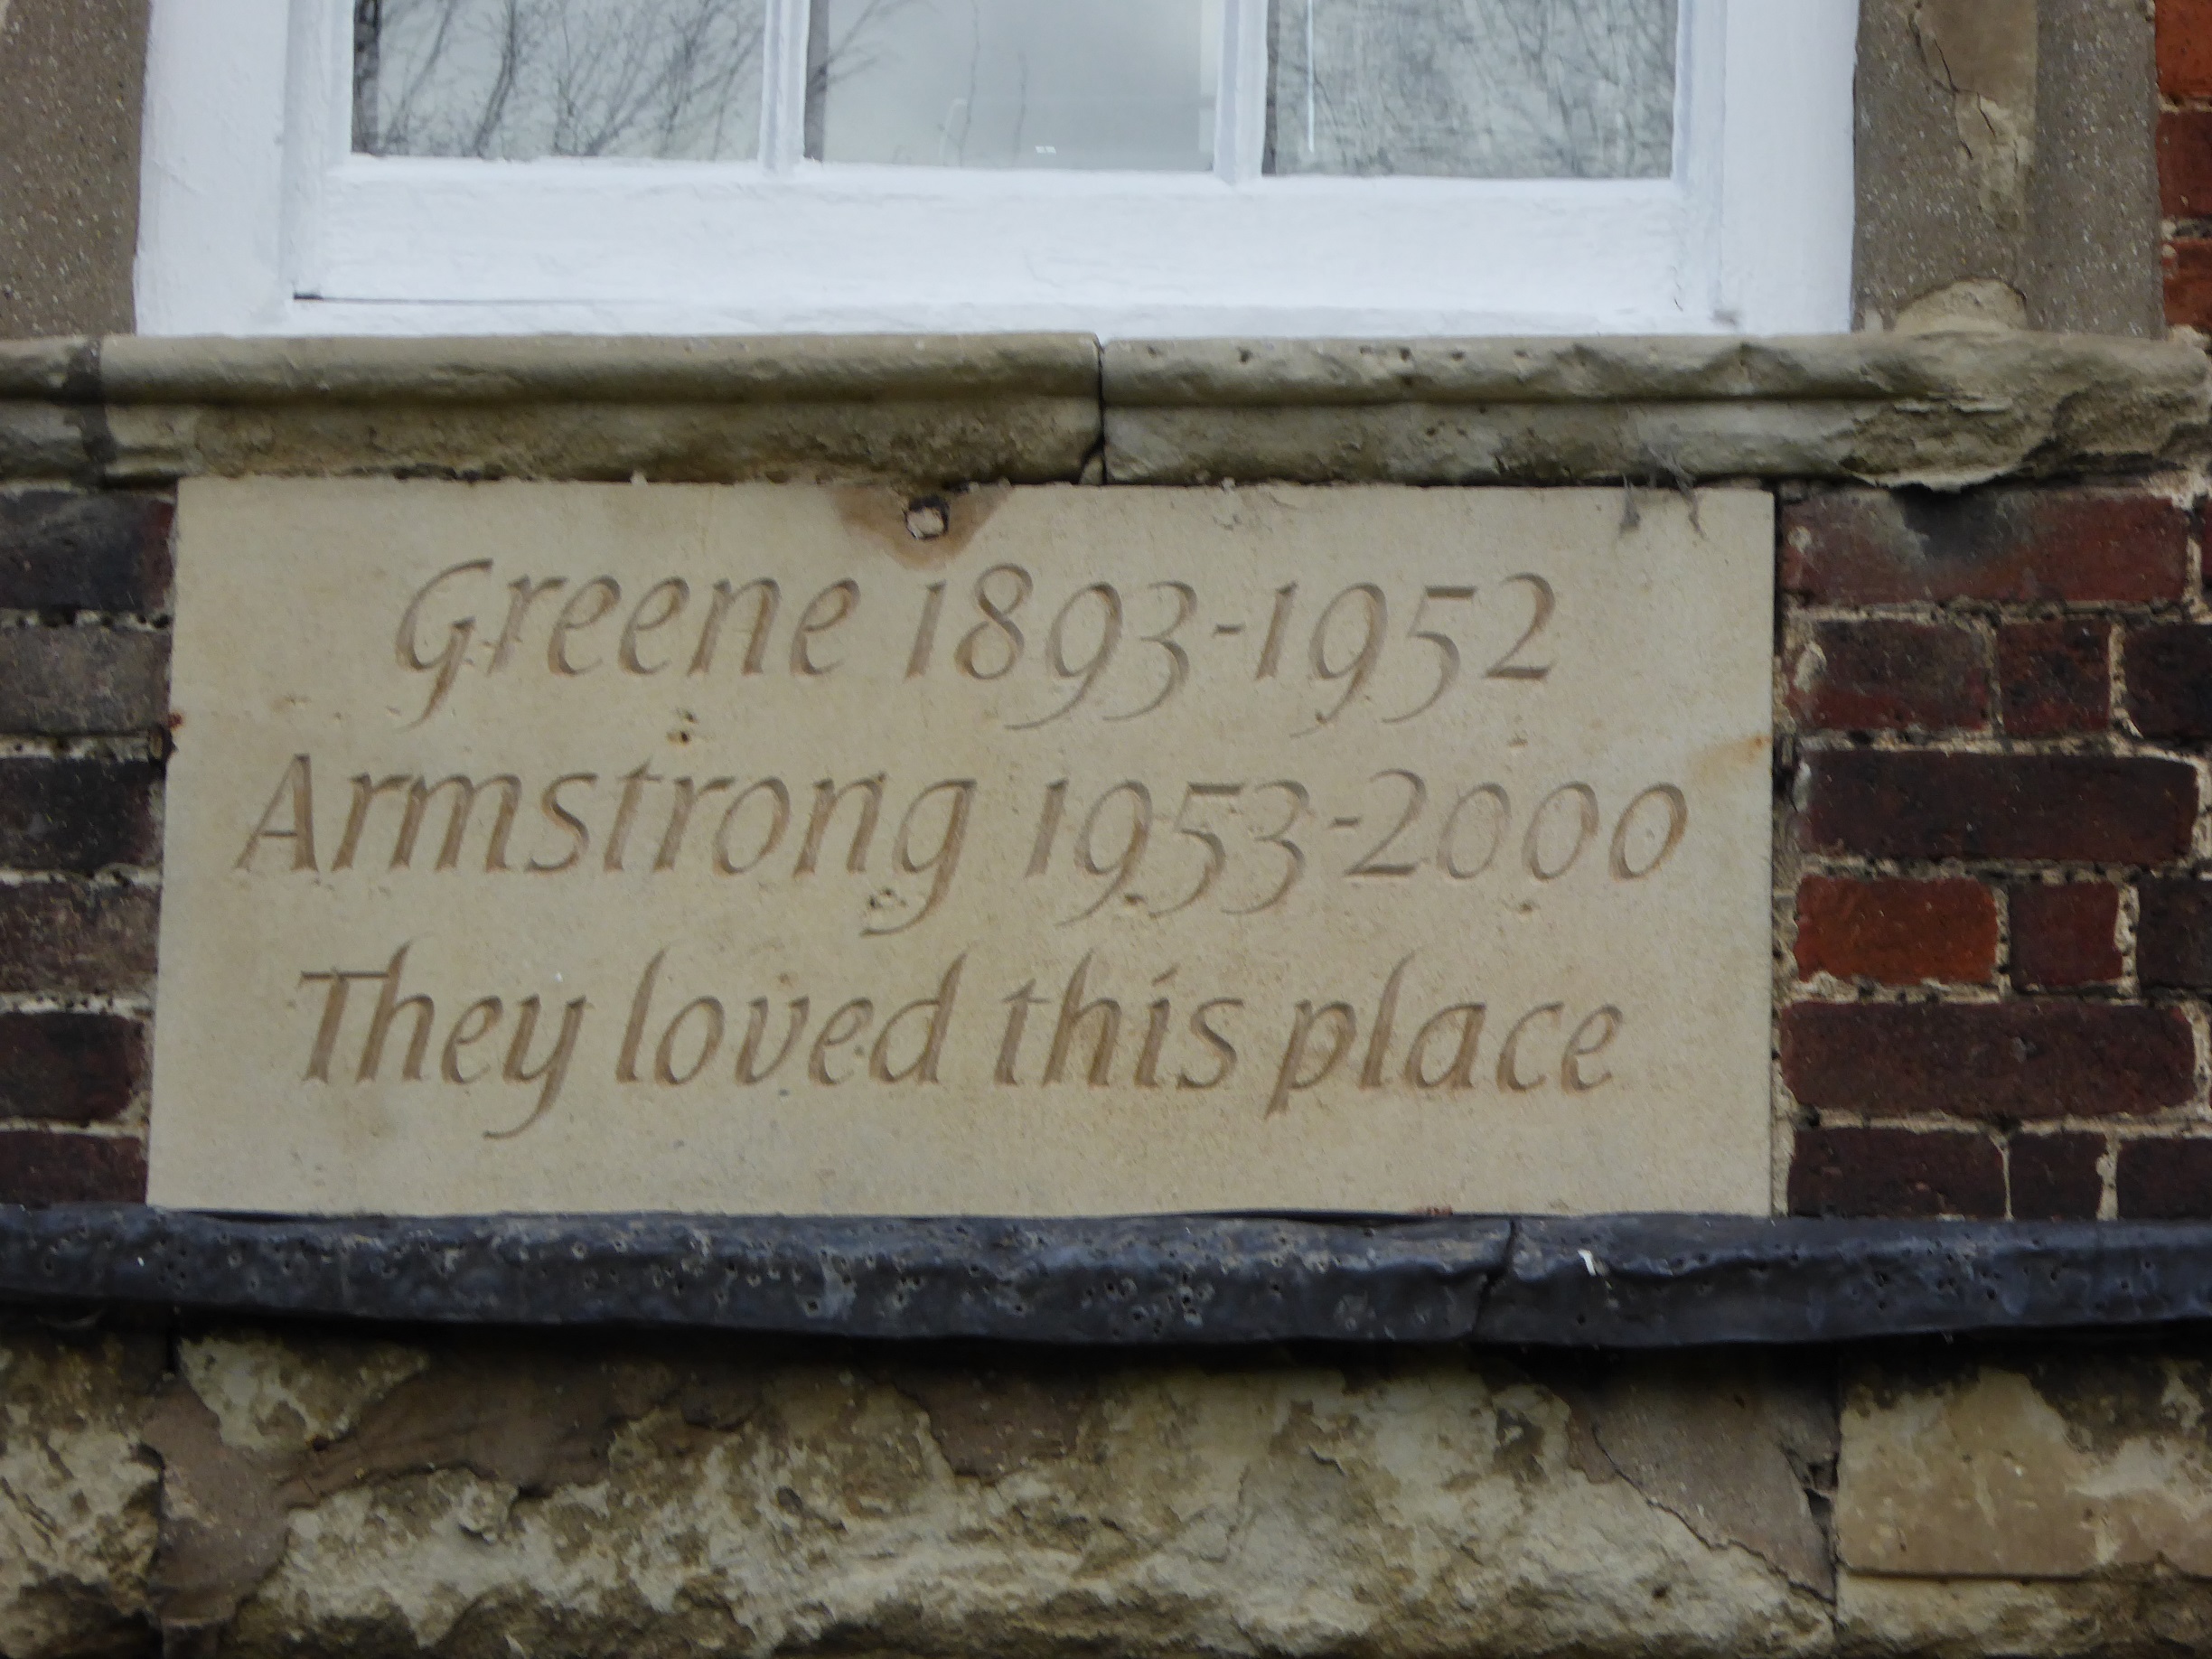 Greene 1893-1952
Armstrong 1953-2000
They loved this place